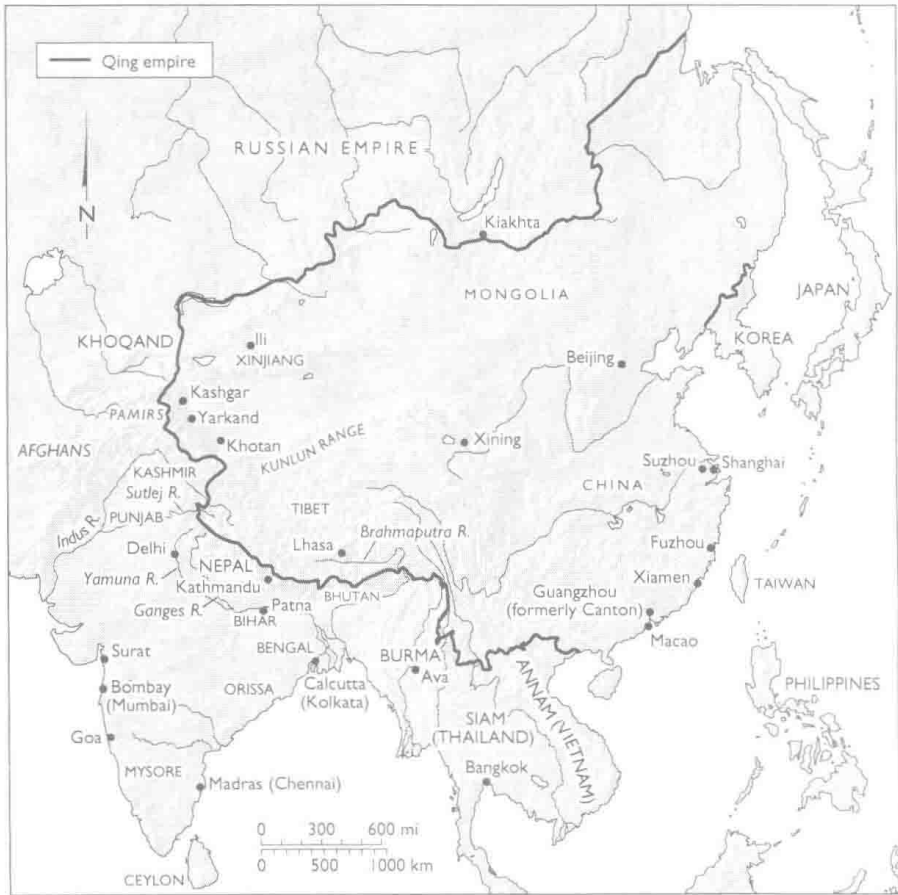 Qing empire
RUSSIAN EMPIRE
N
Kiakhta
MONGOLIA
JAPAN
KHOQAND
Ili
XINJIANG
KOREA
Beijing
Kashgar
PAMIRS
Yarkand
Khotan
Xining
KUNLUN RANGE
AFGHANS
KASHMIR
Suzhou
Shanghai
Sutlej R.
CHINA
TIBET
PUNJAB
Indus R.
Brahmaputra R.
Delhi
Lhasa
Fuzhou
NEPAL
Yamuna R.
Kathmandu
Xiamen
TAIWAN
BHUTAN
Guangzhou
(formerly Canton)
Ganges R.
Patna
BIHAR
Macao
BENGAL
BURMA
Surat
Ava
ANNAM (VIETNAM)
ORISSA
Calcutta
(Kolkata)
PHILIPPINES
Bombay
(Mumbai)
SIAM
(THAILAND)
Goa
Bangkok
MYSORE
Madras (Chennai)
0 300 600 mi
0 500 1000 km
CEYLON